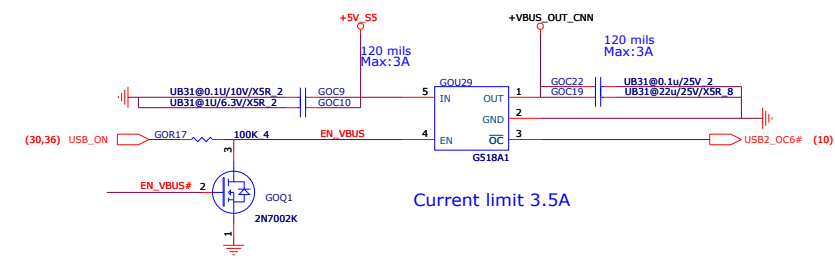 +5V_S5
+VBUS_OUT_CNN
120 mils
Max:3A
120 mils
Max:3A
GOU29
UB31@0.1U/10V/X5R_2
GOC9
5
IN
OUT
1
GOC22
UB31@0.1u/25V_2
UB31@1U/6.3V/X5R_2
GOC10
GOC19
UB31@22u/25V/X5R_8
GND
2
(30,36)
USB_ON
GOR17
100K_4
EN_VBUS
4
EN
OC
3
USB2_OC6#
(10)
G518A1
3
EN_VBUS#
2
GOQ1
2N7002K
1
Current limit 3.5A